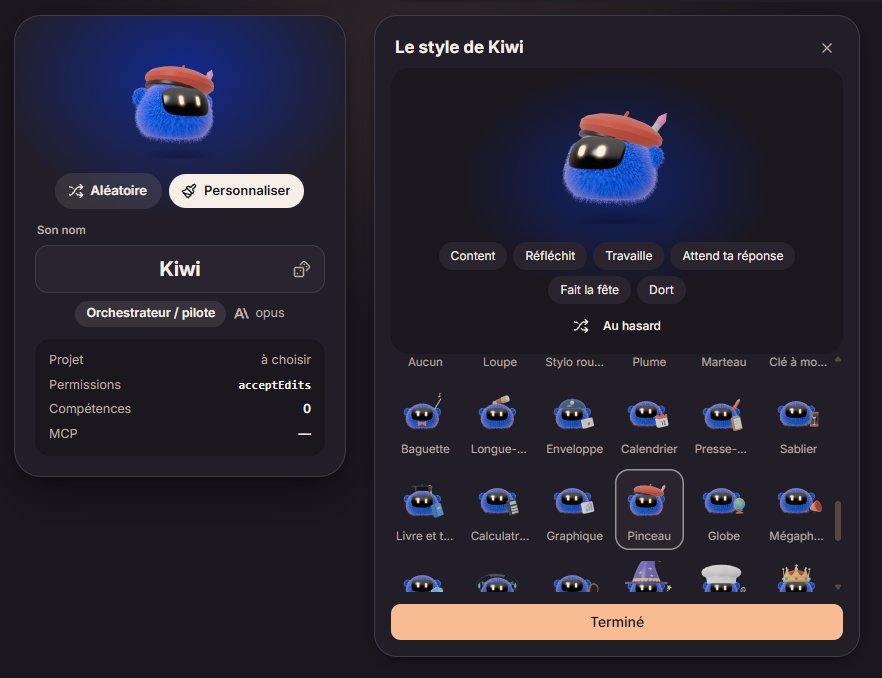 Aléatoire
Personnaliser
Son nom
Kiwi
Orchestrateur / pilote
opus
Projet
à choisir
Permissions
acceptEdits
Compétences
0
MCP
—
Le style de Kiwi
Content
Réfléchit
Travaille
Attend ta réponse
Fait la fête
Dort
Au hasard
Aucun
Loupe
Stylo rou...
Plume
Marteau
Clé à mo...
Baguette
Longue-...
Enveloppe
Calendrier
Presse-...
Sablier
Livre et t...
Calculatr...
Graphique
Pinceau
Globe
Mégaph...
Terminé